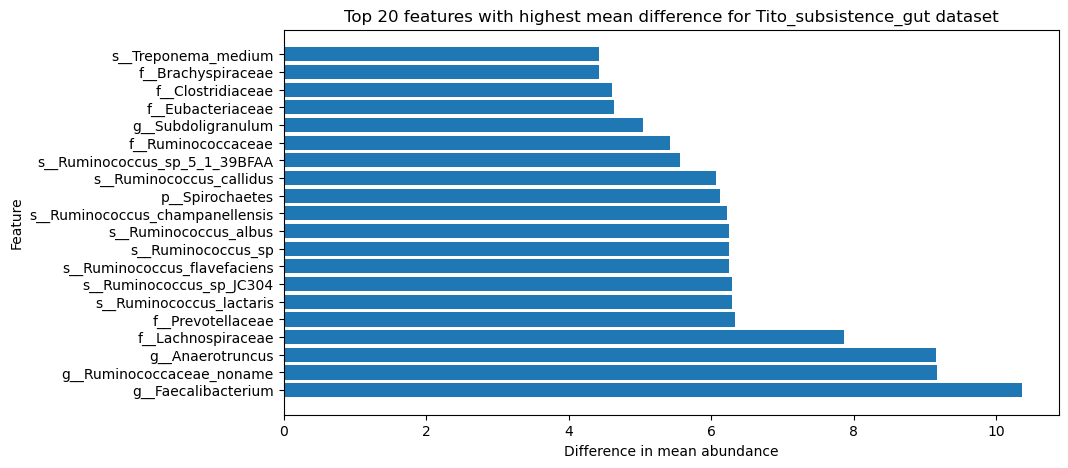 Top 20 features with highest mean difference for Tito_subsistence_gut dataset
s__Treponema_medium
f__Brachyspiraceae
f__Clostridiaceae
f__Eubacteriaceae
g__Subdoligranulum
f__Ruminococcaceae
s__Ruminococcus_sp_5_1_39BFAA
s__Ruminococcus_callidus
p__Spirochaetes
s__Ruminococcus_champanellensis
s__Ruminococcus_albus
s__Ruminococcus_sp
s__Ruminococcus_flavefaciens
s__Ruminococcus_sp_JC304
s__Ruminococcus_lactaris
f__Prevotellaceae
f__Lachnospiraceae
g__Anaerotruncus
g__Ruminococcaceae_noname
g__Faecalibacterium
Feature
0 2 4 6 8 10
Difference in mean abundance